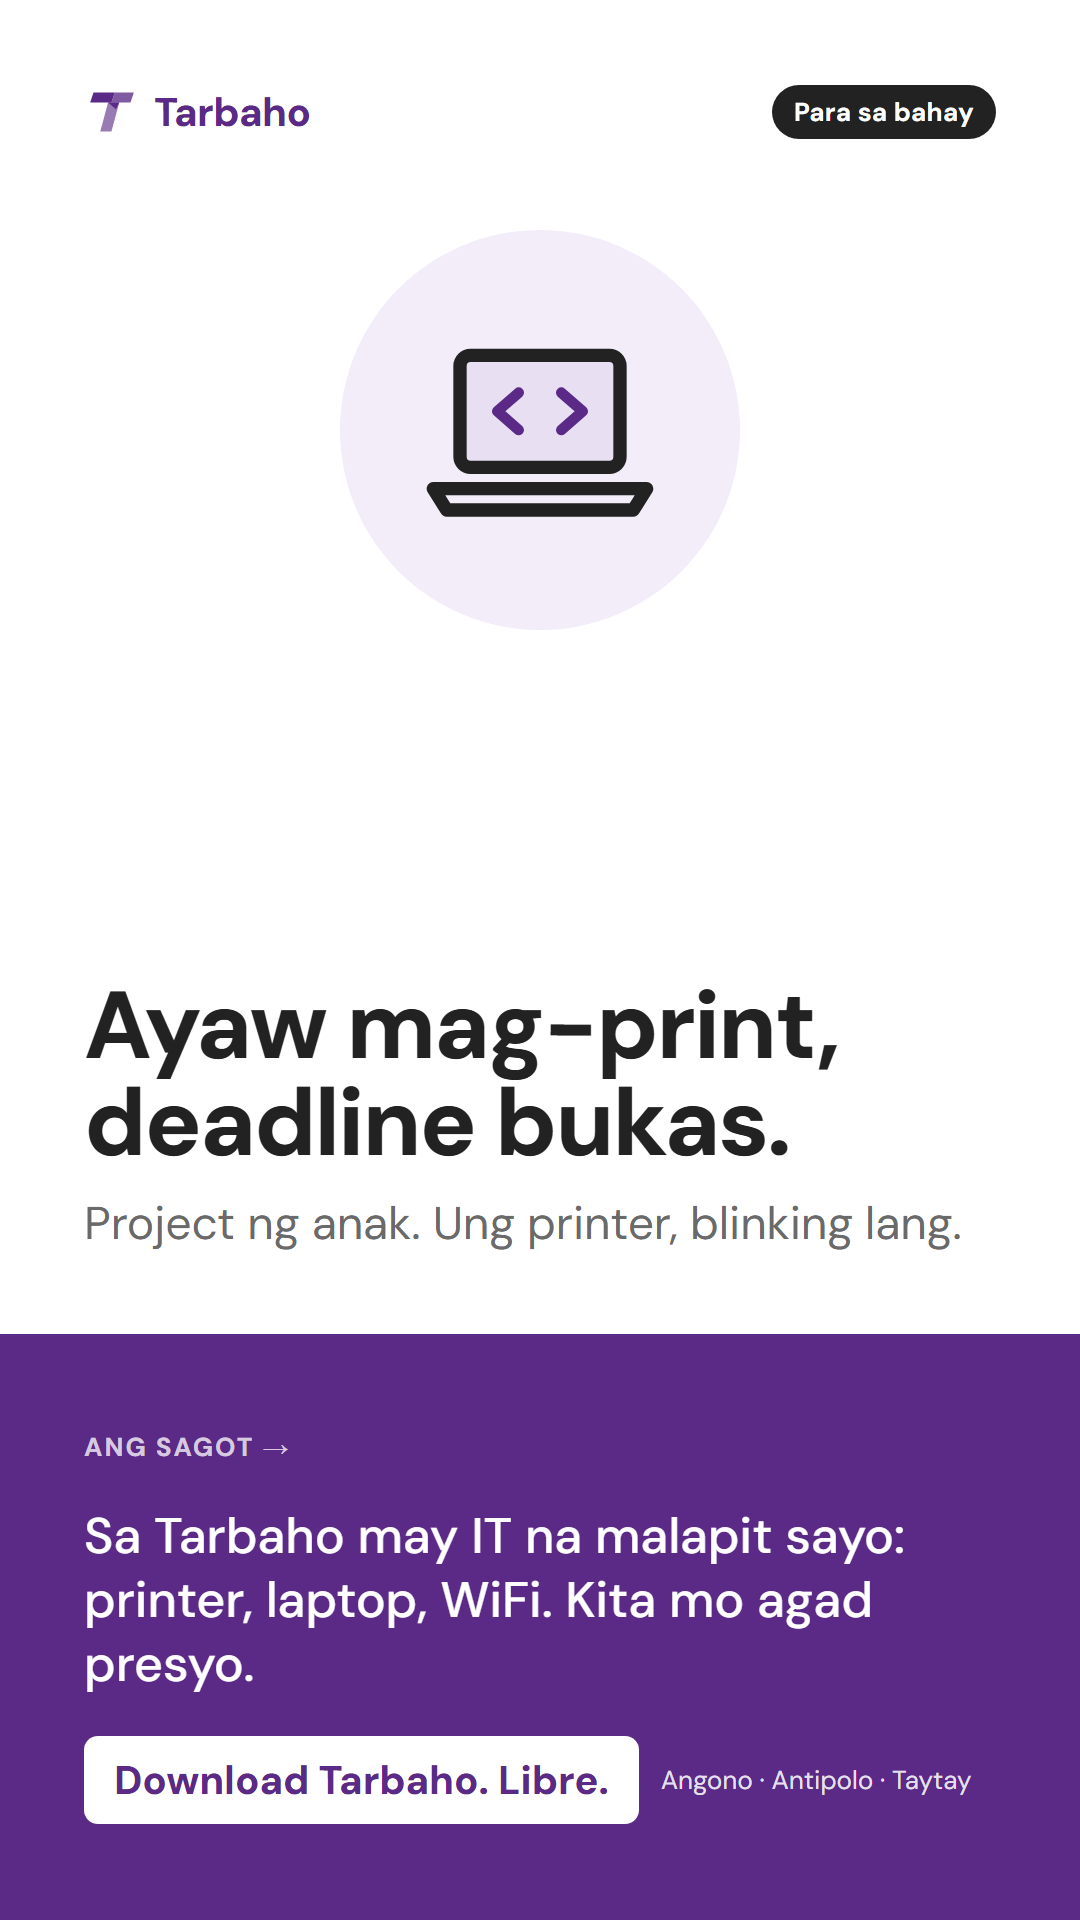 Tarbaho
Para sa bahay
Ayaw mag-print,
deadline bukas.
Project ng anak. Ung printer, blinking lang.
ANG SAGOT →
Sa Tarbaho may IT na malapit sayo:
printer, laptop, WiFi. Kita mo agad
presyo.
Download Tarbaho. Libre.
Angono · Antipolo · Taytay